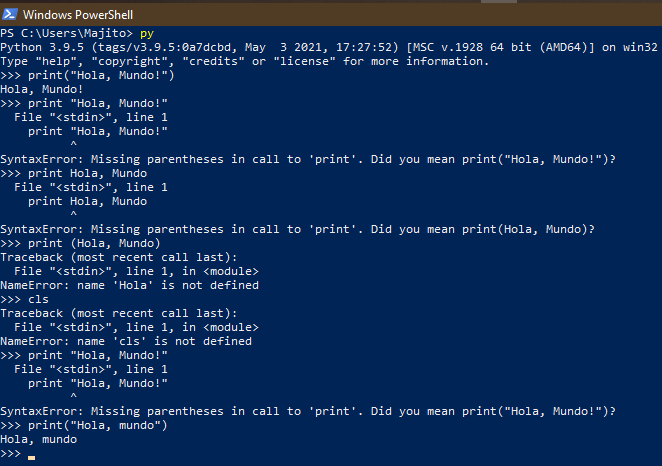 Windows PowerShell
PS C:\Users\Majito> py
Python 3.9.5 (tags/v3.9.5:0a7dcbd, May  3 2021, 17:27:52) [MSC v.1928 64 bit (AMD64)] on win32
Type "help", "copyright", "credits" or "license" for more information.
>>> print("Hola, Mundo!")
Hola, Mundo!
>>> print "Hola, Mundo!"
  File "<stdin>", line 1
    print "Hola, Mundo!"
          ^
SyntaxError: Missing parentheses in call to 'print'. Did you mean print("Hola, Mundo!")?
>>> print Hola, Mundo
  File "<stdin>", line 1
    print Hola, Mundo
          ^
SyntaxError: Missing parentheses in call to 'print'. Did you mean print(Hola, Mundo)?
>>> print (Hola, Mundo)
Traceback (most recent call last):
  File "<stdin>", line 1, in <module>
NameError: name 'Hola' is not defined
>>> cls
Traceback (most recent call last):
  File "<stdin>", line 1, in <module>
NameError: name 'cls' is not defined
>>> print "Hola, Mundo!"
  File "<stdin>", line 1
    print "Hola, Mundo!"
          ^
SyntaxError: Missing parentheses in call to 'print'. Did you mean print("Hola, Mundo!")?
>>> print("Hola, mundo")
Hola, mundo
>>>